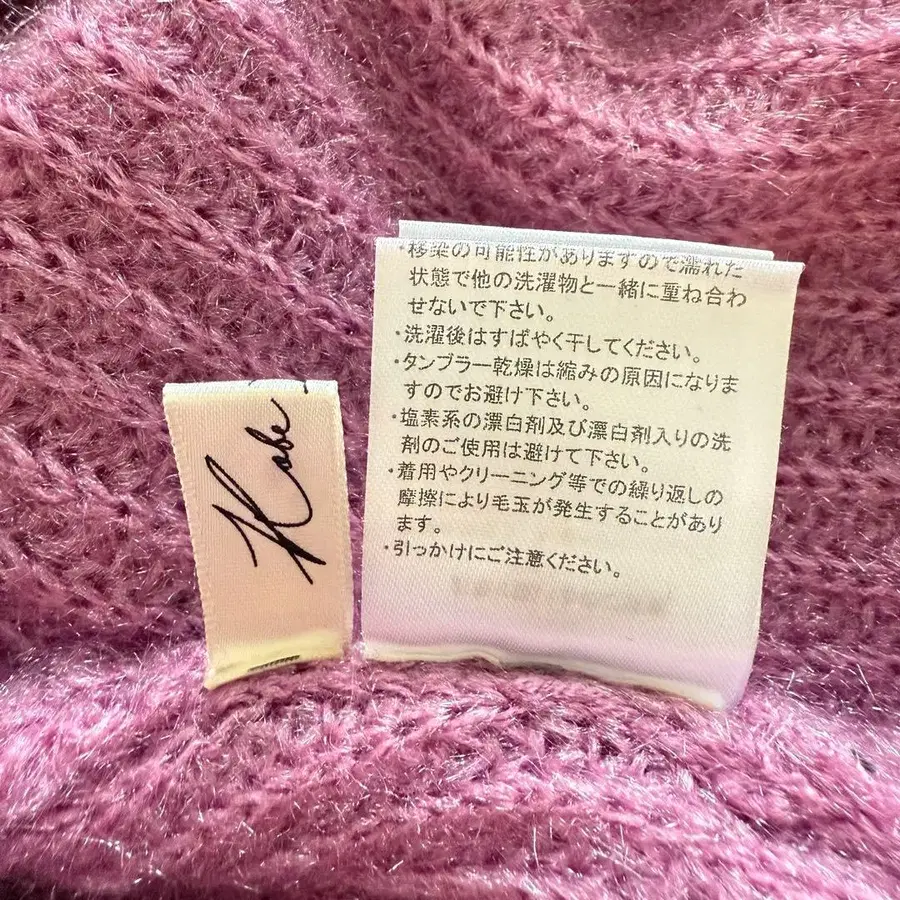 Kobe
・移染の可能性がありますので濡れた
状態で他の洗濯物と一緒に重ね合わ
せないで下さい。
・洗濯後はすばやく干してください。
・タンブラー乾燥は縮みの原因になりま
すのでお避け下さい。
・塩素系の漂白剤及び漂白剤入りの洗
剤のご使用は避けて下さい。
・着用やクリーニング等での繰り返しの
摩擦により毛玉が発生することがあり
ます。
・引っかけにご注意ください。